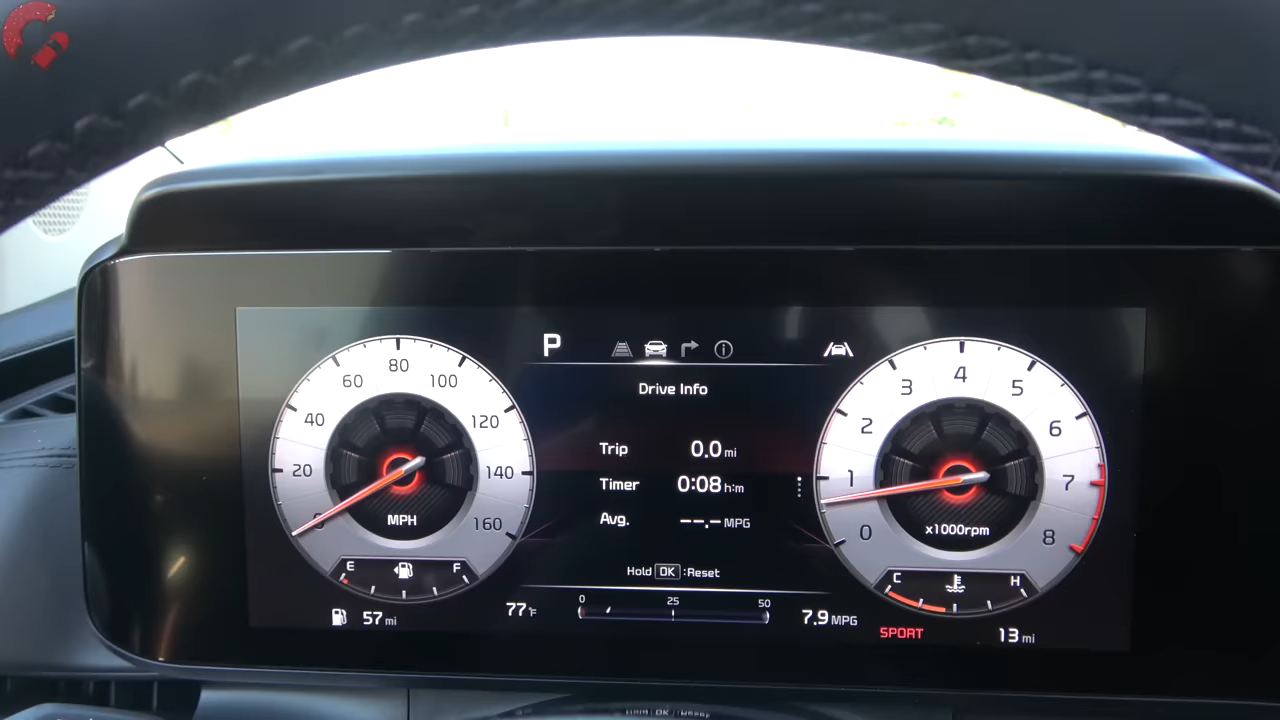 P
Drive Info
Trip 0.0 mi
Timer 0:08 h:m
Avg. --.- MPG
Hold OK :Reset
0 25 50
0 20 40 60 80 100 120 140 160
MPH
E F
57 mi
77°F
7.9 MPG
0 1 2 3 4 5 6 7 8
x1000rpm
C H
SPORT
13 mi